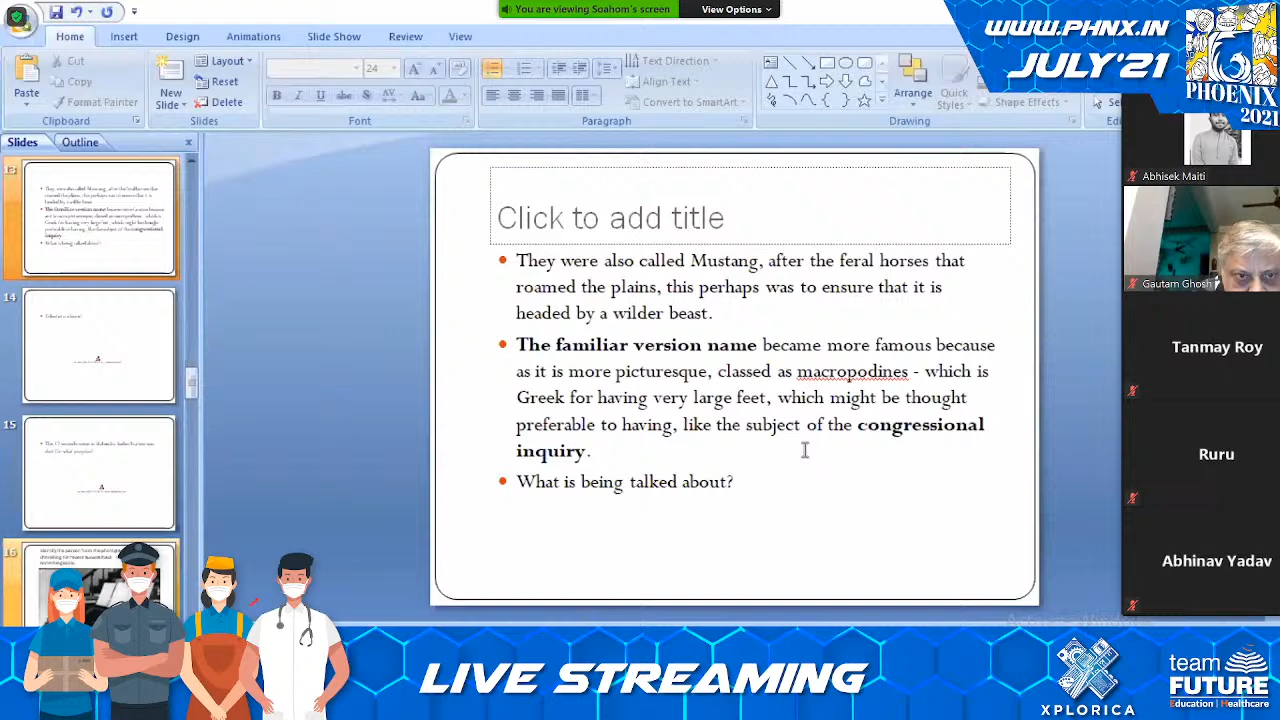 You are viewing Soahom's screen
View Options
Home
Insert
Design
Animations
Slide Show
Review
View
Paste
Cut
Copy
Format Painter
Clipboard
New
Slide
Layout
Reset
Delete
Slides
24
Font
Text Direction
Align Text
Convert to SmartArt
Paragraph
Arrange
Quick
Styles
Shape Effects
Drawing
WWW.PHNX.IN
JULY'21
PHOENIX
2021
Slides
Outline
14
15
16
Click to add title
They were also called Mustang, after the feral horses that
roamed the plains, this perhaps was to ensure that it is
headed by a wilder beast.
The familiar version name became more famous because
as it is more picturesque, classed as macropodines - which is
Greek for having very large feet, which might be thought
preferable to having, like the subject of the congressional
inquiry.
What is being talked about?
Abhisek Maiti
Gautam Ghosh
Tanmay Roy
Ruru
Abhinav Yadav
LIVE STREAMING
XPLORICA
team
FUTURE
Education | Healthcare